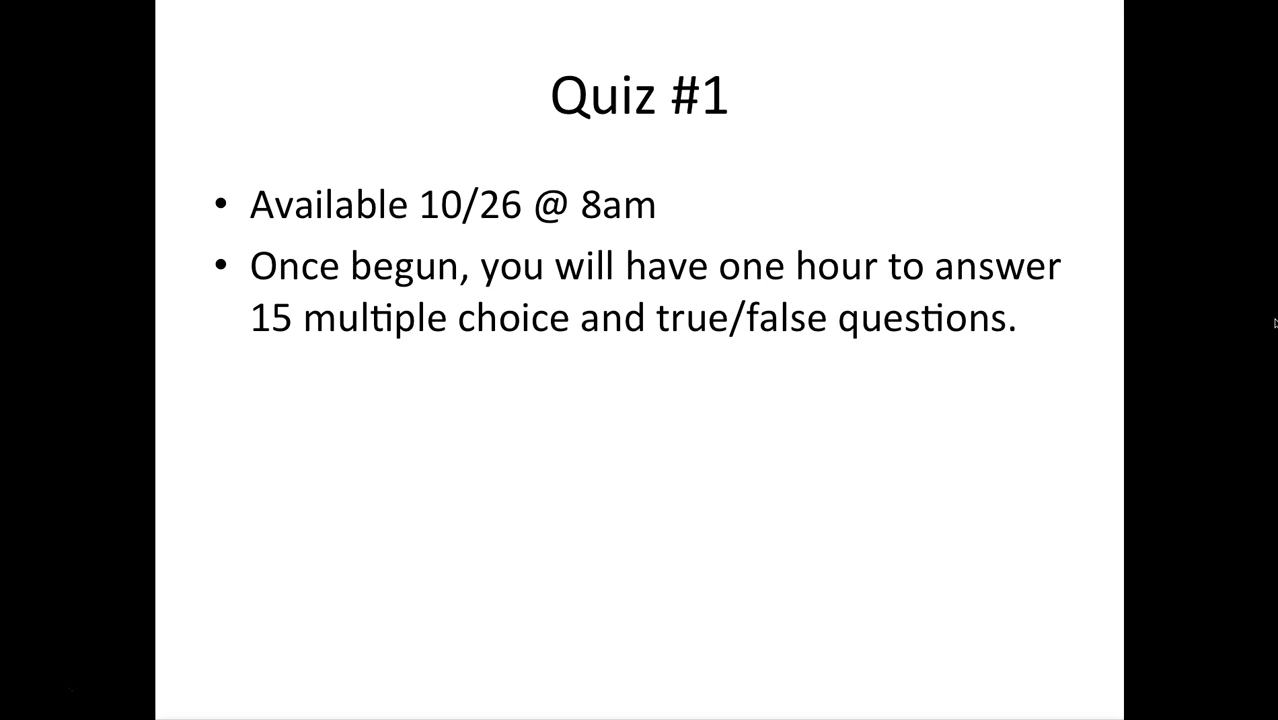 Quiz #1
• Available 10/26 @ 8am
• Once begun, you will have one hour to answer
15 multiple choice and true/false questions.